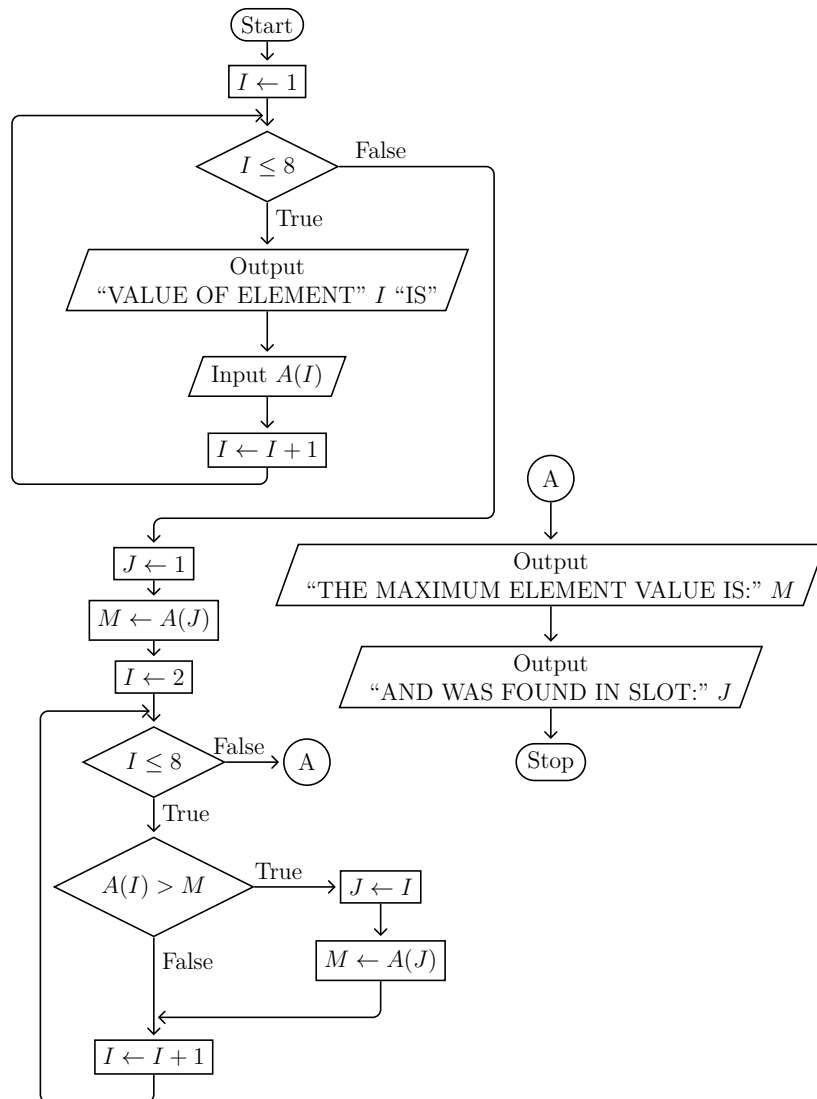 Start
I ← 1
I ≤ 8
False
True
Output
“VALUE OF ELEMENT” I “IS”
Input A(I)
I ← I + 1
J ← 1
M ← A(J)
I ← 2
I ≤ 8
False
A
True
A(I) > M
True
J ← I
M ← A(J)
False
I ← I + 1
A
Output
“THE MAXIMUM ELEMENT VALUE IS:” M
Output
“AND WAS FOUND IN SLOT:” J
Stop